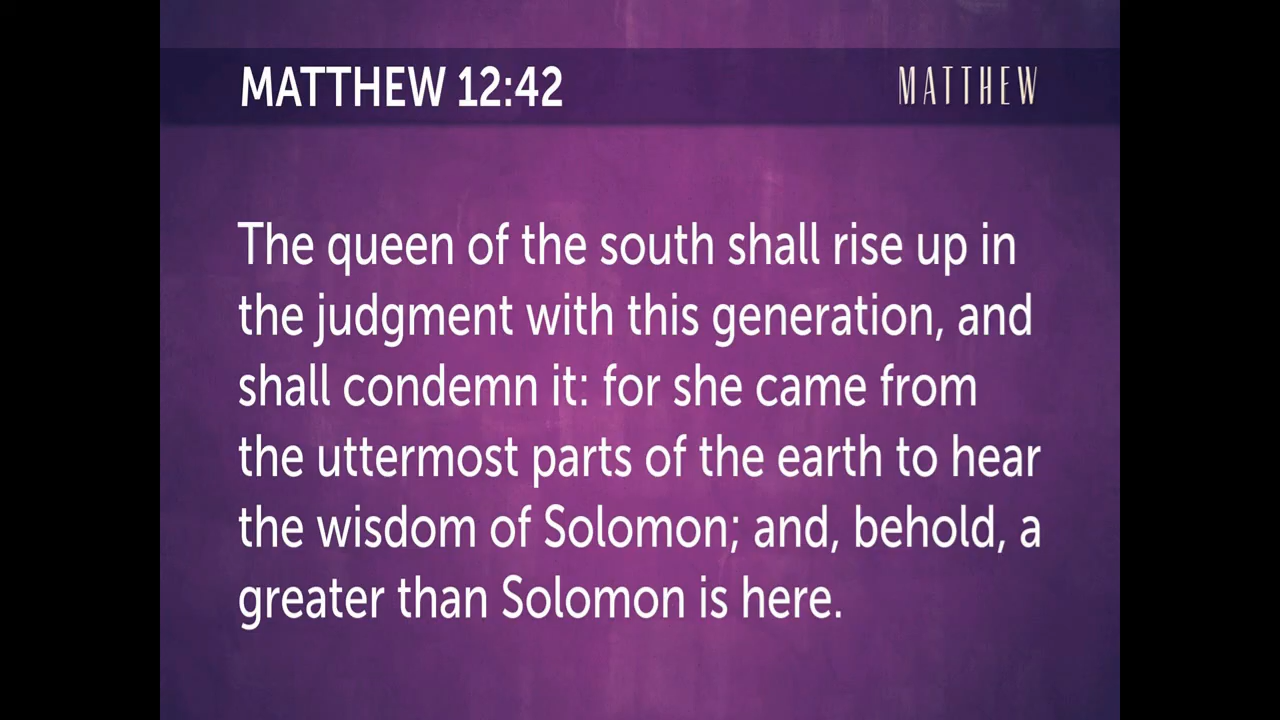 MATTHEW 12:42
MATTHEW
The queen of the south shall rise up in
the judgment with this generation, and
shall condemn it: for she came from
the uttermost parts of the earth to hear
the wisdom of Solomon; and, behold, a
greater than Solomon is here.